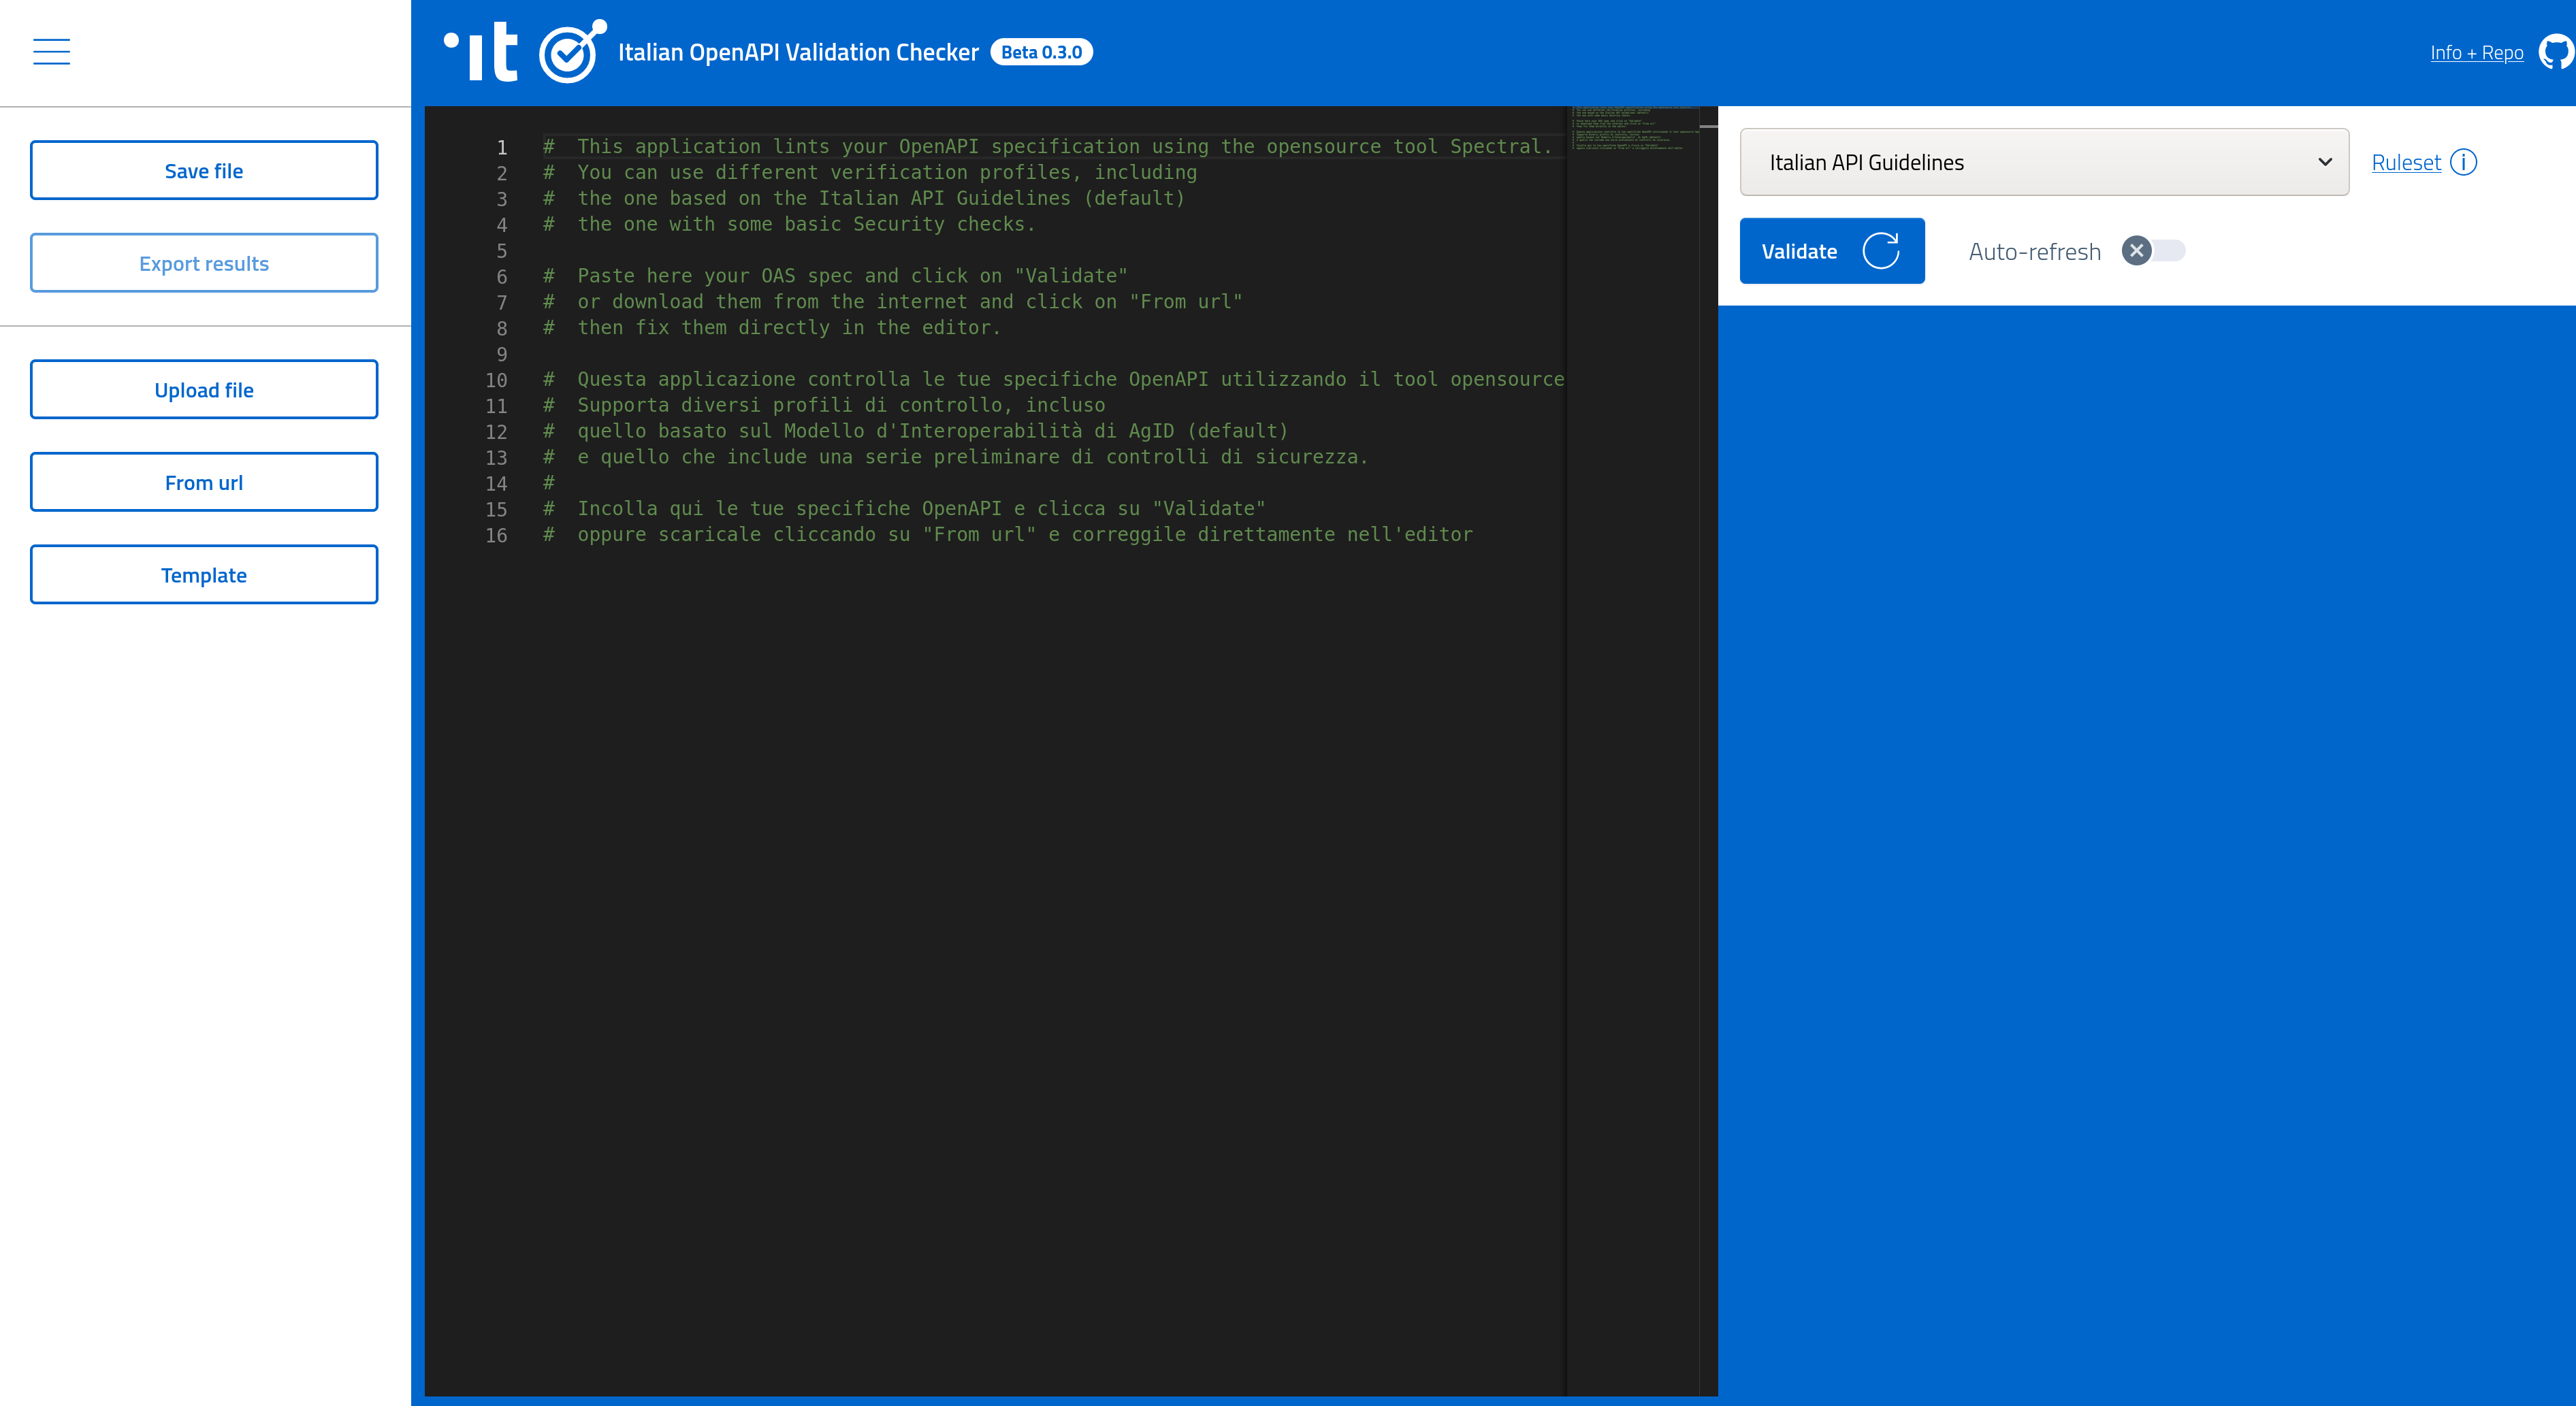 it Italian OpenAPI Validation Checker Beta 0.3.0
Info + Repo
Save file
Export results
Upload file
From url
Template
1 #  This application lints your OpenAPI specification using the opensource tool Spectral.
2 #  You can use different verification profiles, including
3 #  the one based on the Italian API Guidelines (default)
4 #  the one with some basic Security checks.
5
6 #  Paste here your OAS spec and click on "Validate"
7 #  or download them from the internet and click on "From url"
8 #  then fix them directly in the editor.
9
10 #  Questa applicazione controlla le tue specifiche OpenAPI utilizzando il tool opensource
11 #  Supporta diversi profili di controllo, incluso
12 #  quello basato sul Modello d'Interoperabilità di AgID (default)
13 #  e quello che include una serie preliminare di controlli di sicurezza.
14 #
15 #  Incolla qui le tue specifiche OpenAPI e clicca su "Validate"
16 #  oppure scaricale cliccando su "From url" e correggile direttamente nell'editor
Italian API Guidelines
Ruleset
Validate
Auto-refresh